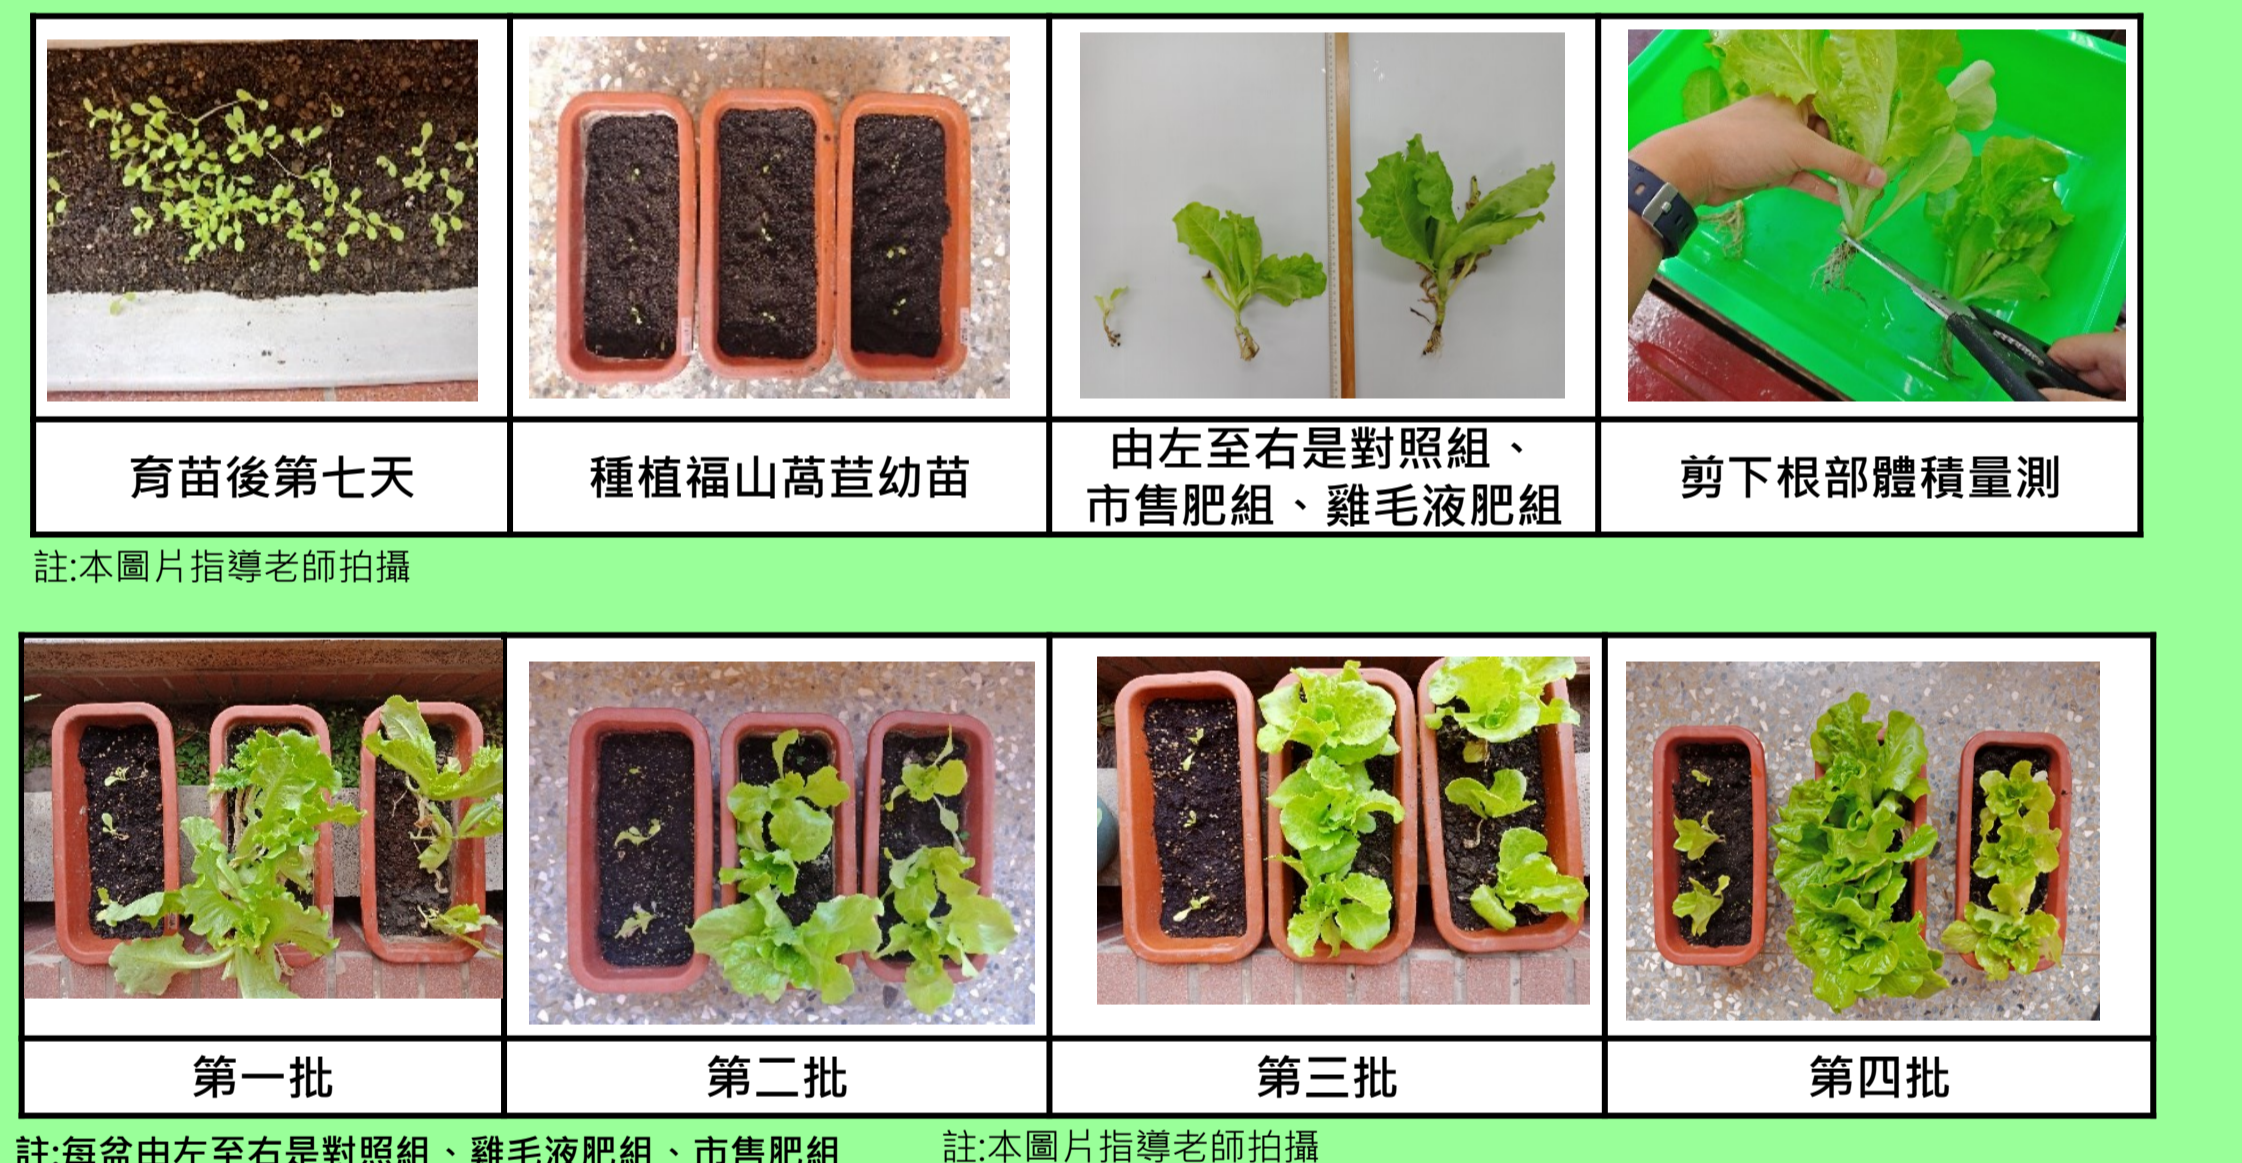 育苗後第七天
種植福山萵苣幼苗
由左至右是對照組、
市售肥組、雞毛液肥組
剪下根部體積量測
註:本圖片指導老師拍攝
第一批
第二批
第三批
第四批
註:每盆由左至右是對照組、雞毛液肥組、市售肥組
註:本圖片指導老師拍攝